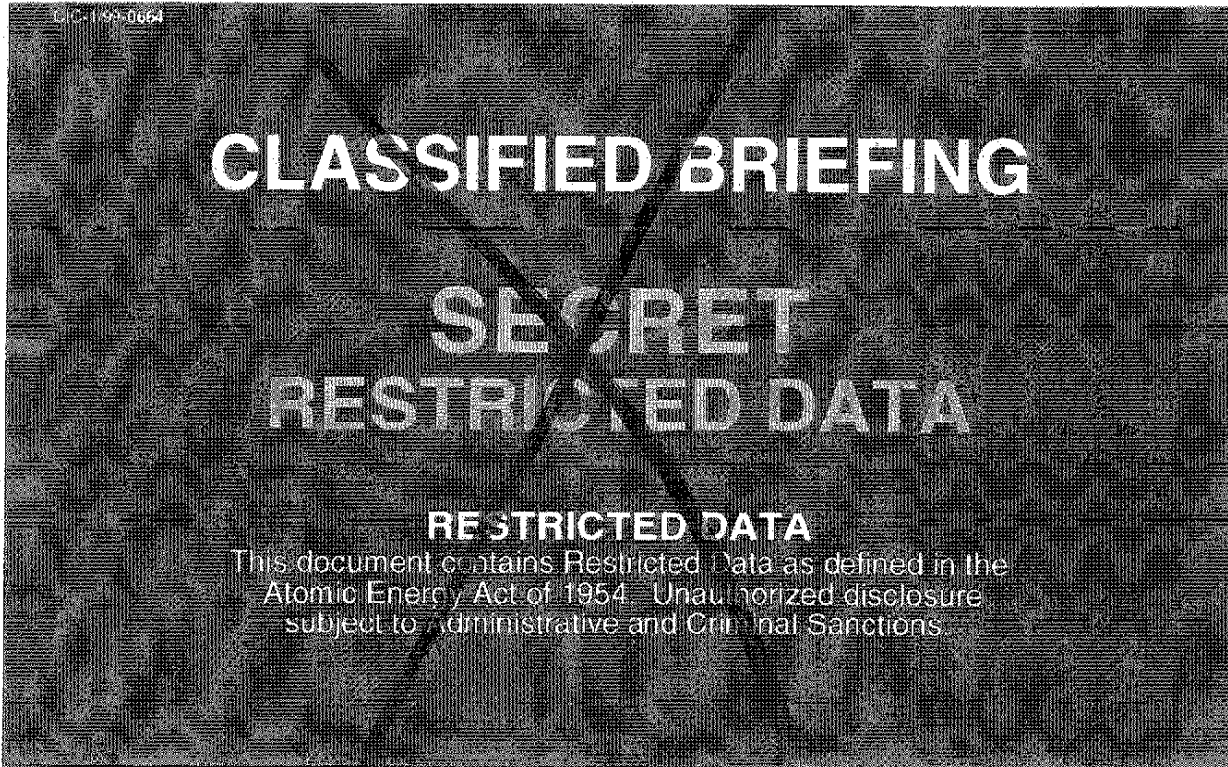 CLASSIFIED BRIEFING
SECRET
RESTRICTED DATA
RESTRICTED DATA
This document contains Restricted Data as defined in the
Atomic Energy Act of 1954 Unauthorized disclosure
subject to Administrative and Criminal Sanctions.